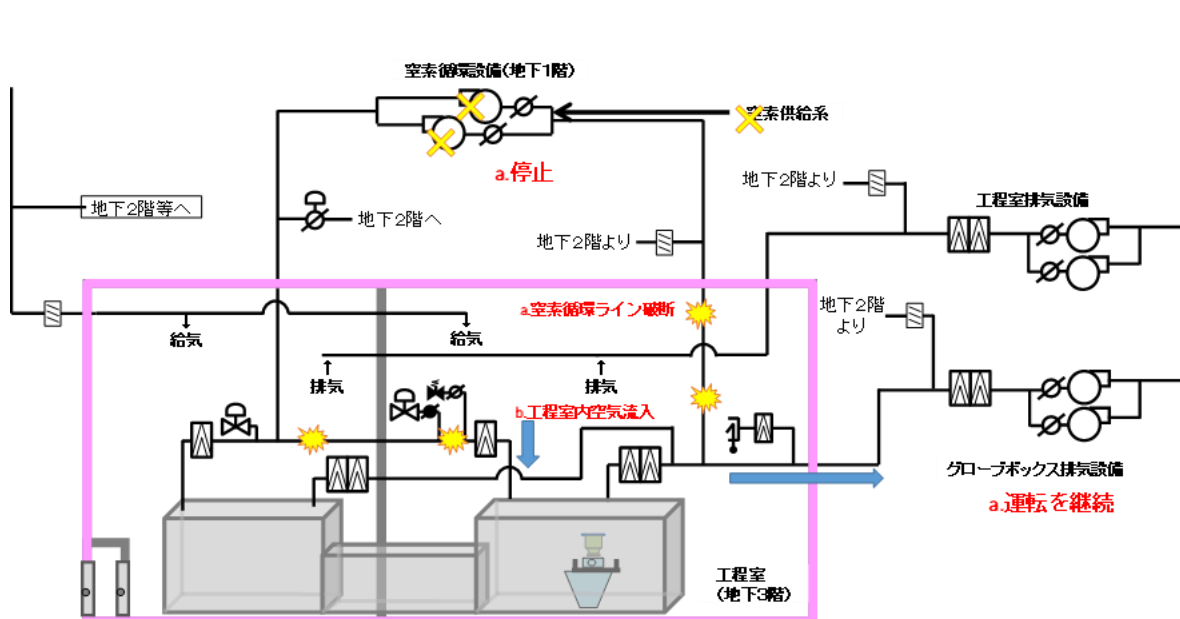 窒素循環設備(地下1階)
窒素供給系
a.停止
地下2階より
工程室排気設備
地下2階等へ
地下2階へ
地下2階より
a.窒素循環ライン破断
地下2階
より
給気
給気
排気
排気
b.工程室内空気流入
グローブボックス排気設備
a.運転を継続
工程室
(地下3階)